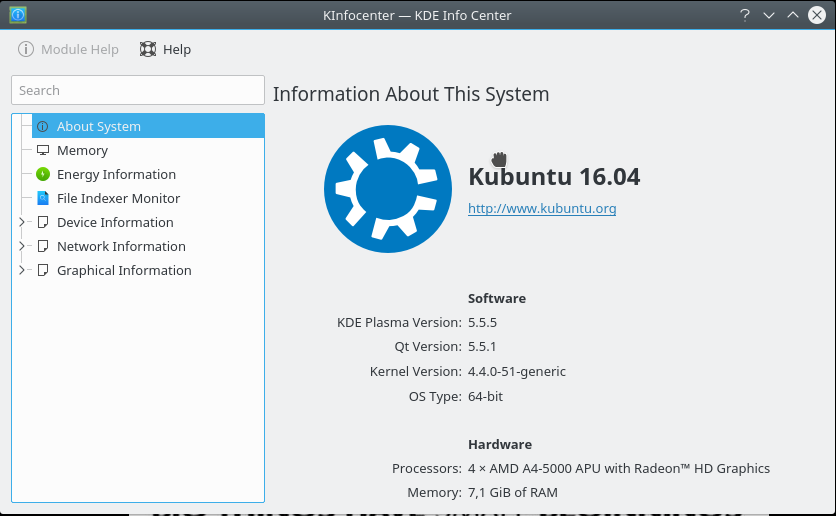 KInfocenter — KDE Info Center
Module Help Help
Search
About System
Memory
Energy Information
File Indexer Monitor
Device Information
Network Information
Graphical Information
Information About This System
Kubuntu 16.04
http://www.kubuntu.org
Software
KDE Plasma Version: 5.5.5
Qt Version: 5.5.1
Kernel Version: 4.4.0-51-generic
OS Type: 64-bit
Hardware
Processors: 4 × AMD A4-5000 APU with Radeon™ HD Graphics
Memory: 7,1 GiB of RAM